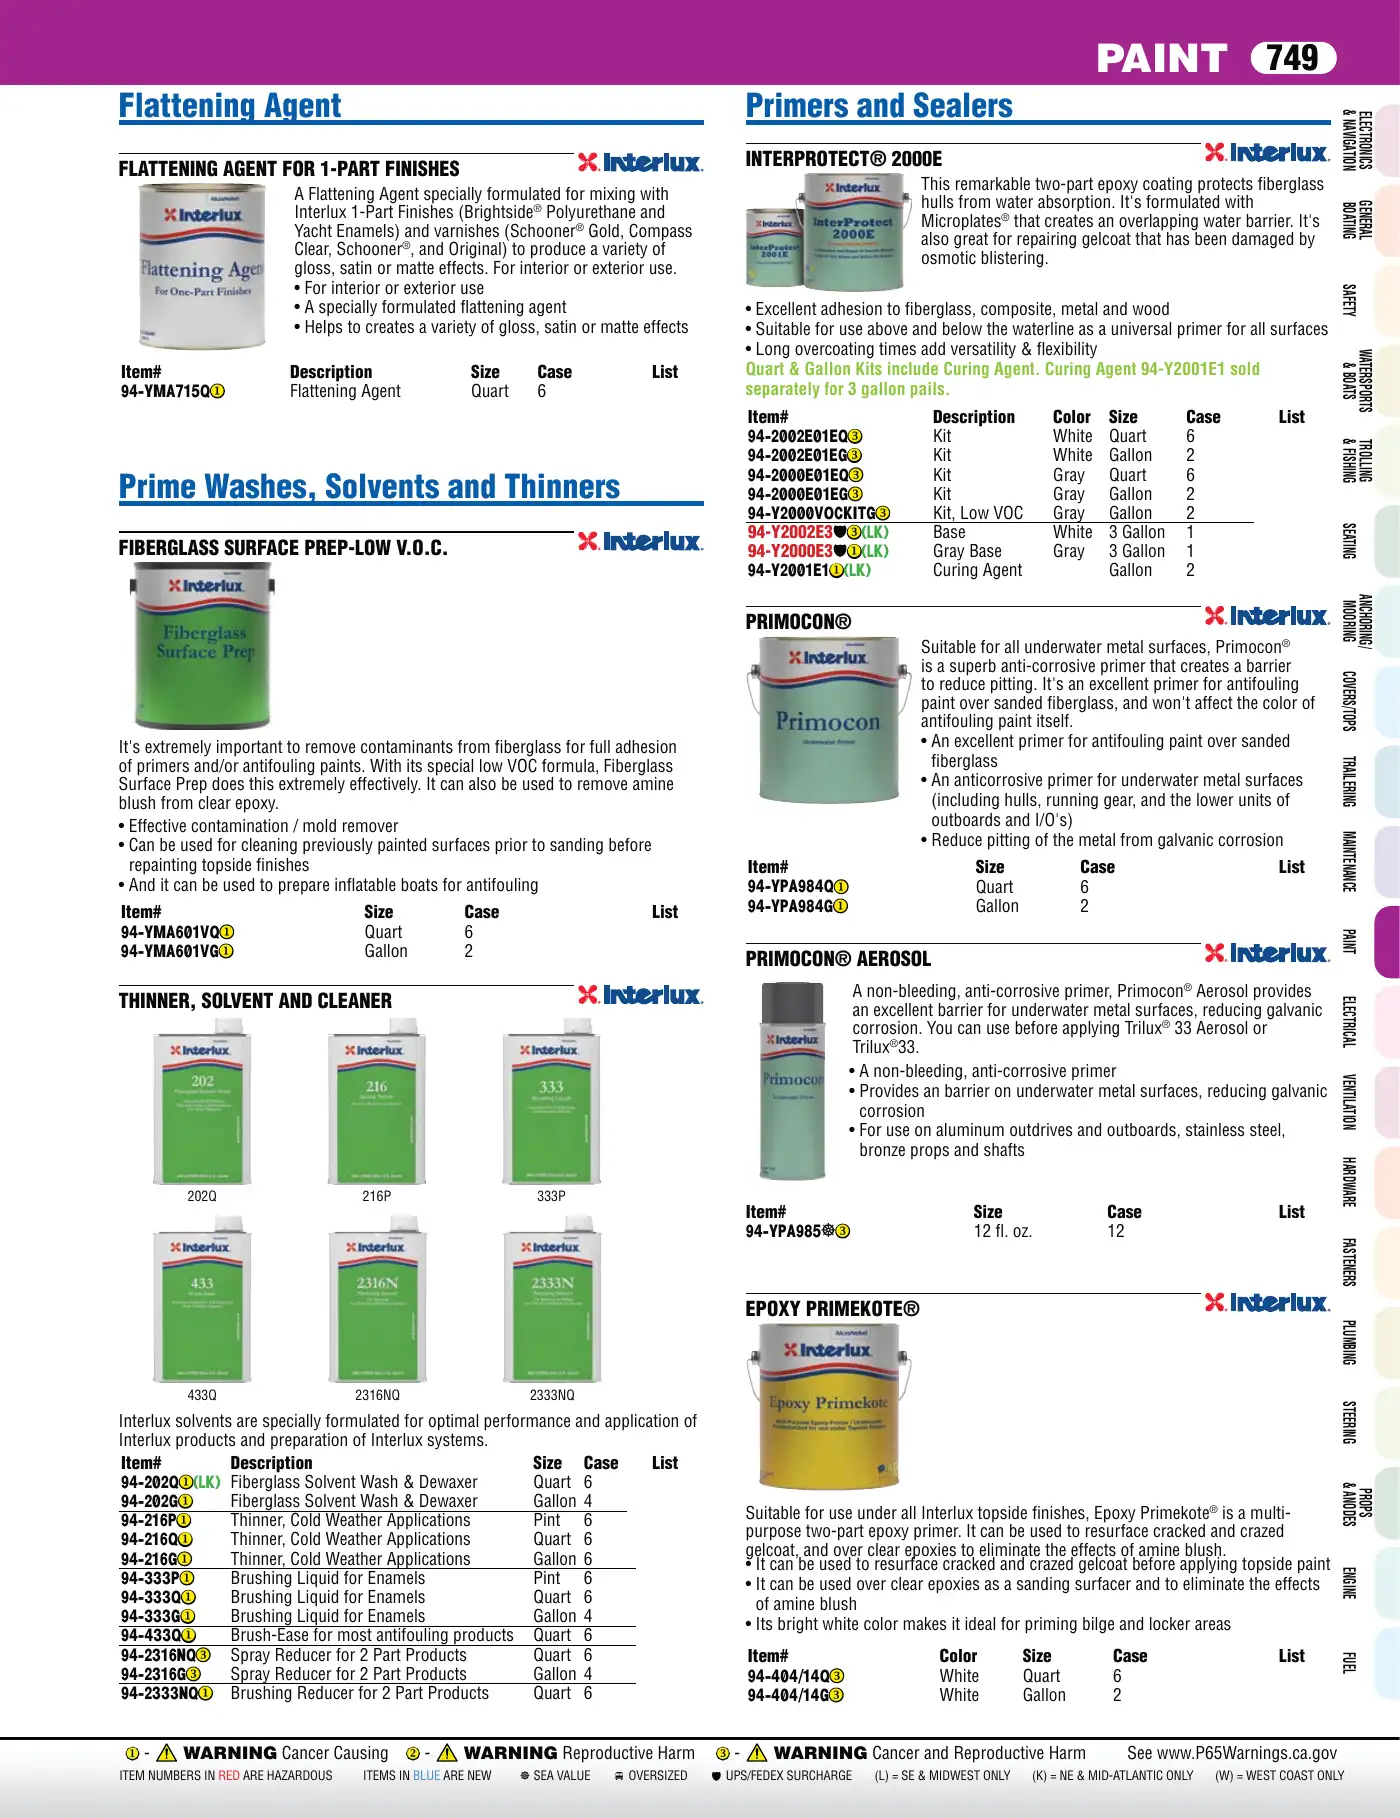 PAINT 749
Flattening Agent
FLATTENING AGENT FOR 1-PART FINISHES
Interlux
A Flattening Agent specially formulated for mixing with
Interlux 1-Part Finishes (Brightside® Polyurethane and
Yacht Enamels) and varnishes (Schooner® Gold, Compass
Clear, Schooner®, and Original) to produce a variety of
gloss, satin or matte effects. For interior or exterior use.
• For interior or exterior use
• A specially formulated flattening agent
• Helps to creates a variety of gloss, satin or matte effects
Interlux
Flattening Agen
For One-Part Finishes
Item# Description Size Case List
94-YMA715Q① Flattening Agent Quart 6
Prime Washes, Solvents and Thinners
FIBERGLASS SURFACE PREP-LOW V.O.C.
Interlux
Interlux
Fiberglass
Surface Prep
It's extremely important to remove contaminants from fiberglass for full adhesion
of primers and/or antifouling paints. With its special low VOC formula, Fiberglass
Surface Prep does this extremely effectively. It can also be used to remove amine
blush from clear epoxy.
• Effective contamination / mold remover
• Can be used for cleaning previously painted surfaces prior to sanding before
repainting topside finishes
• And it can be used to prepare inflatable boats for antifouling
Item# Size Case List
94-YMA601VQ① Quart 6
94-YMA601VG① Gallon 2
THINNER, SOLVENT AND CLEANER
Interlux
Interlux Interlux Interlux
202 216 333
202Q 216P 333P
Interlux Interlux Interlux
433 2316N 2333N
433Q 2316NQ 2333NQ
Interlux solvents are specially formulated for optimal performance and application of
Interlux products and preparation of Interlux systems.
Item# Description Size Case List
94-202Q①(LK) Fiberglass Solvent Wash & Dewaxer Quart 6
94-202G① Fiberglass Solvent Wash & Dewaxer Gallon 4
94-216P① Thinner, Cold Weather Applications Pint 6
94-216Q① Thinner, Cold Weather Applications Quart 6
94-216G① Thinner, Cold Weather Applications Gallon 6
94-333P① Brushing Liquid for Enamels Pint 6
94-333Q① Brushing Liquid for Enamels Quart 6
94-333G① Brushing Liquid for Enamels Gallon 4
94-433Q① Brush-Ease for most antifouling products Quart 6
94-2316NQ③ Spray Reducer for 2 Part Products Quart 6
94-2316G③ Spray Reducer for 2 Part Products Gallon 4
94-2333NQ① Brushing Reducer for 2 Part Products Quart 6
Primers and Sealers
INTERPROTECT® 2000E
Interlux
Interlux
InterProtect
2000E
Interlux
InterProtect
2001E
This remarkable two-part epoxy coating protects fiberglass
hulls from water absorption. It's formulated with
Microplates® that creates an overlapping water barrier. It's
also great for repairing gelcoat that has been damaged by
osmotic blistering.
• Excellent adhesion to fiberglass, composite, metal and wood
• Suitable for use above and below the waterline as a universal primer for all surfaces
• Long overcoating times add versatility & flexibility
Quart & Gallon Kits include Curing Agent. Curing Agent 94-Y2001E1 sold
separately for 3 gallon pails.
Item# Description Color Size Case List
94-2002E01EQ③ Kit White Quart 6
94-2002E01EG③ Kit White Gallon 2
94-2000E01EQ③ Kit Gray Quart 6
94-2000E01EG③ Kit Gray Gallon 2
94-Y2000VOCKITG③ Kit, Low VOC Gray Gallon 2
94-Y2002E3③(LK) Base White 3 Gallon 1
94-Y2000E3①(LK) Gray Base Gray 3 Gallon 1
94-Y2001E1①(LK) Curing Agent Gallon 2
PRIMOCON®
Interlux
Interlux
Primocon
Underwater Primer
Suitable for all underwater metal surfaces, Primocon®
is a superb anti-corrosive primer that creates a barrier
to reduce pitting. It's an excellent primer for antifouling
paint over sanded fiberglass, and won't affect the color of
antifouling paint itself.
• An excellent primer for antifouling paint over sanded
fiberglass
• An anticorrosive primer for underwater metal surfaces
(including hulls, running gear, and the lower units of
outboards and I/O's)
• Reduce pitting of the metal from galvanic corrosion
Item# Size Case List
94-YPA984Q① Quart 6
94-YPA984G① Gallon 2
PRIMOCON® AEROSOL
Interlux
Interlux
Primocon
A non-bleeding, anti-corrosive primer, Primocon® Aerosol provides
an excellent barrier for underwater metal surfaces, reducing galvanic
corrosion. You can use before applying Trilux® 33 Aerosol or
Trilux®33.
• A non-bleeding, anti-corrosive primer
• Provides an barrier on underwater metal surfaces, reducing galvanic
corrosion
• For use on aluminum outdrives and outboards, stainless steel,
bronze props and shafts
Item# Size Case List
94-YPA985☸③ 12 fl. oz. 12
EPOXY PRIMEKOTE®
Interlux
Interlux
Epoxy Primekote
Suitable for use under all Interlux topside finishes, Epoxy Primekote® is a multi-
purpose two-part epoxy primer. It can be used to resurface cracked and crazed
gelcoat, and over clear epoxies to eliminate the effects of amine blush.
• It can be used to resurface cracked and crazed gelcoat before applying topside paint
• It can be used over clear epoxies as a sanding surfacer and to eliminate the effects
of amine blush
• Its bright white color makes it ideal for priming bilge and locker areas
Item# Color Size Case List
94-404/14Q③ White Quart 6
94-404/14G③ White Gallon 2
ELECTRONICS
& NAVIGATION
GENERAL
BOATING
SAFETY
WATERSPORTS
& BOATS
TROLLING
& FISHING
SEATING
ANCHORING/
MOORING
COVERS/TOPS
TRAILERING
MAINTENANCE
PAINT
ELECTRICAL
VENTILATION
HARDWARE
FASTENERS
PLUMBING
STEERING
PROPS
& ANODES
ENGINE
FUEL
① - ⚠ WARNING Cancer Causing ② - ⚠ WARNING Reproductive Harm ③ - ⚠ WARNING Cancer and Reproductive Harm See www.P65Warnings.ca.gov
ITEM NUMBERS IN RED ARE HAZARDOUS ITEMS IN BLUE ARE NEW ☸ SEA VALUE OVERSIZED UPS/FEDEX SURCHARGE (L) = SE & MIDWEST ONLY (K) = NE & MID-ATLANTIC ONLY (W) = WEST COAST ONLY